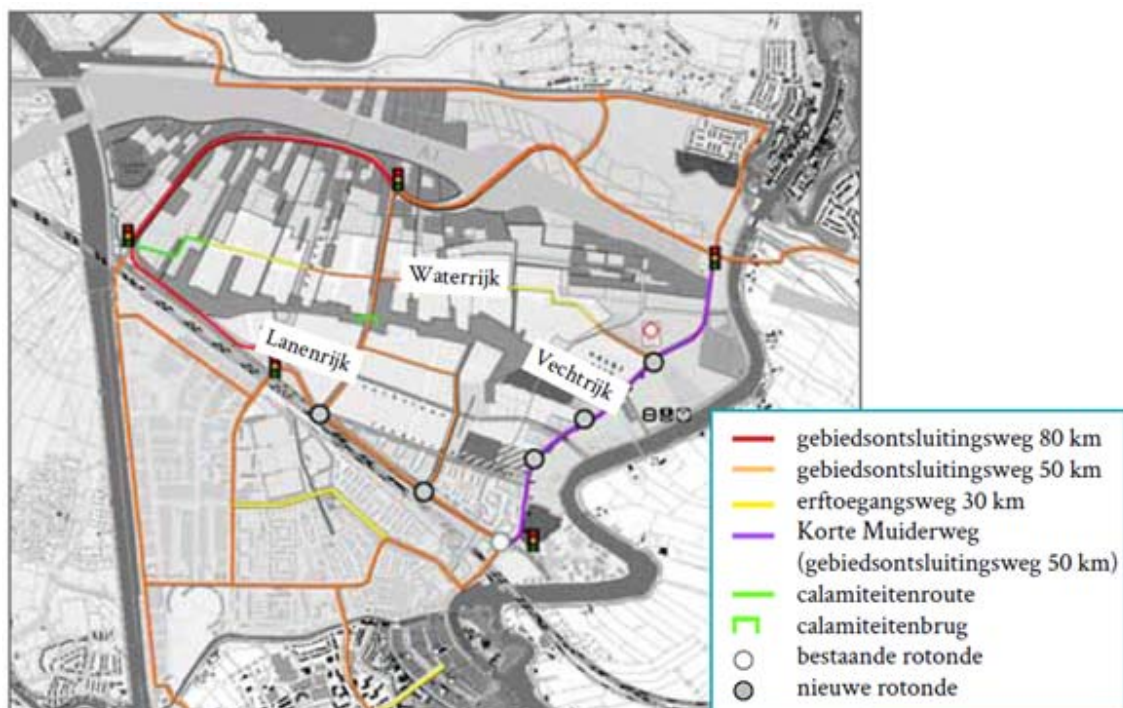 A1
Waterrijk
Lanenrijk
Vechtrijk
gebiedsontsluitingsweg 80 km
gebiedsontsluitingsweg 50 km
erftoegangsweg 30 km
Korte Muiderweg
(gebiedsontsluitingsweg 50 km)
calamiteitenroute
calamiteitenbrug
bestaande rotonde
nieuwe rotonde